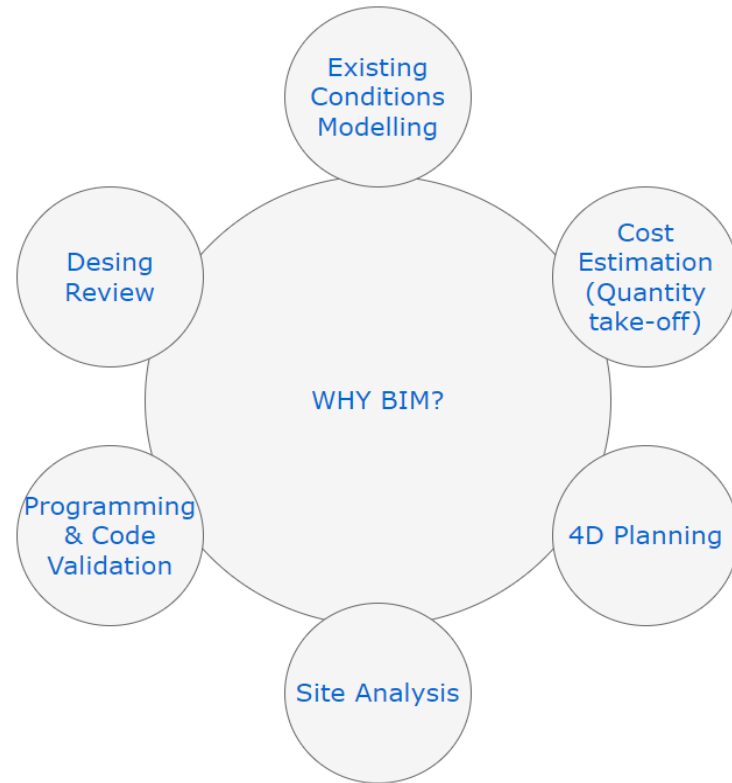 Existing
Conditions
Modelling
Cost
Estimation
(Quantity
take-off)
4D Planning
Site Analysis
Programming
& Code
Validation
Desing
Review
WHY BIM?